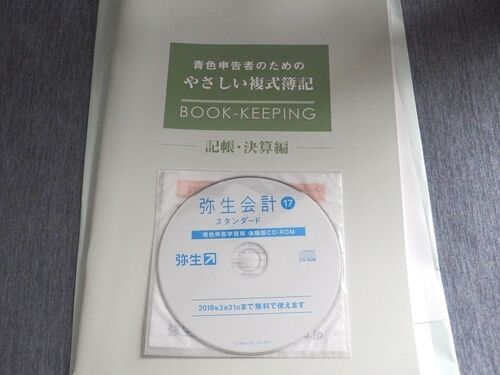 青色申告者のための
やさしい複式簿記
BOOK-KEEPING
記帳・決算編
弥生会計 17
スタンダード
青色申告学習用 体験版CD-ROM
弥生
CD-ROM
2018年3月31日まで無料で使えます